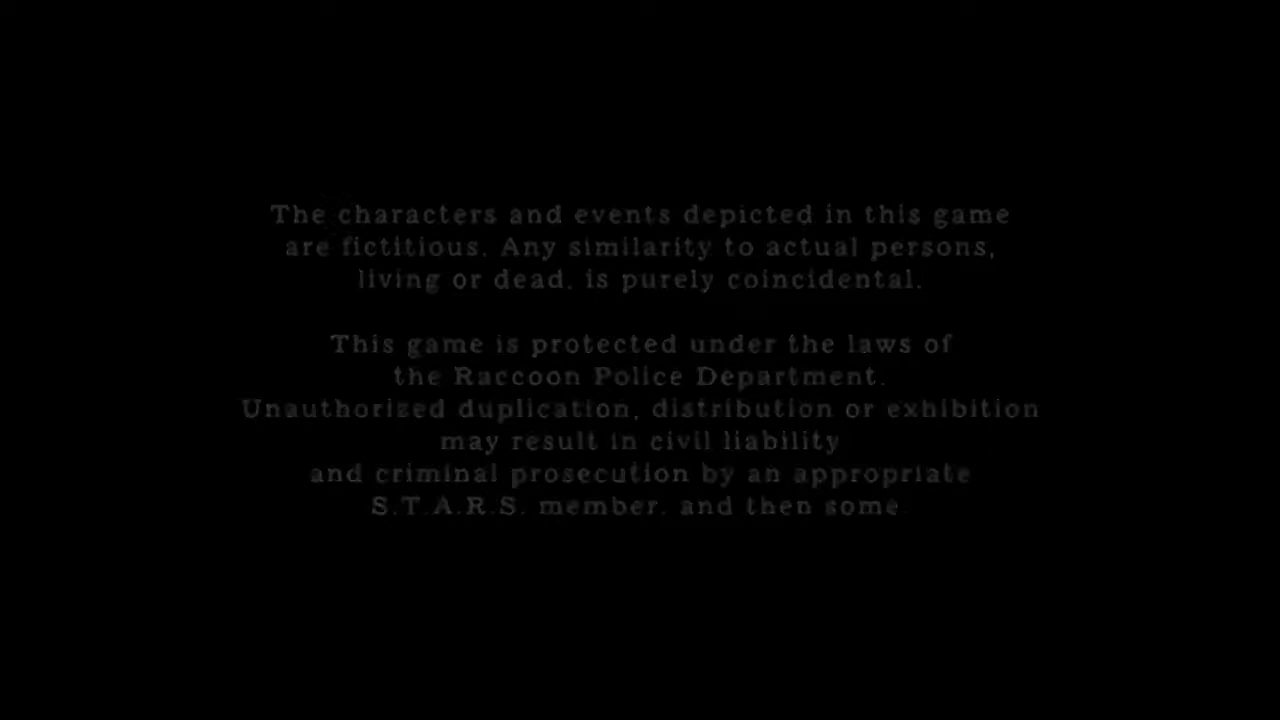 The characters and events depicted in this game
are fictitious. Any similarity to actual persons,
living or dead, is purely coincidental.
This game is protected under the laws of
the Raccoon Police Department.
Unauthorized duplication, distribution or exhibition
may result in civil liability
and criminal prosecution by an appropriate
S.T.A.R.S. member, and then some.